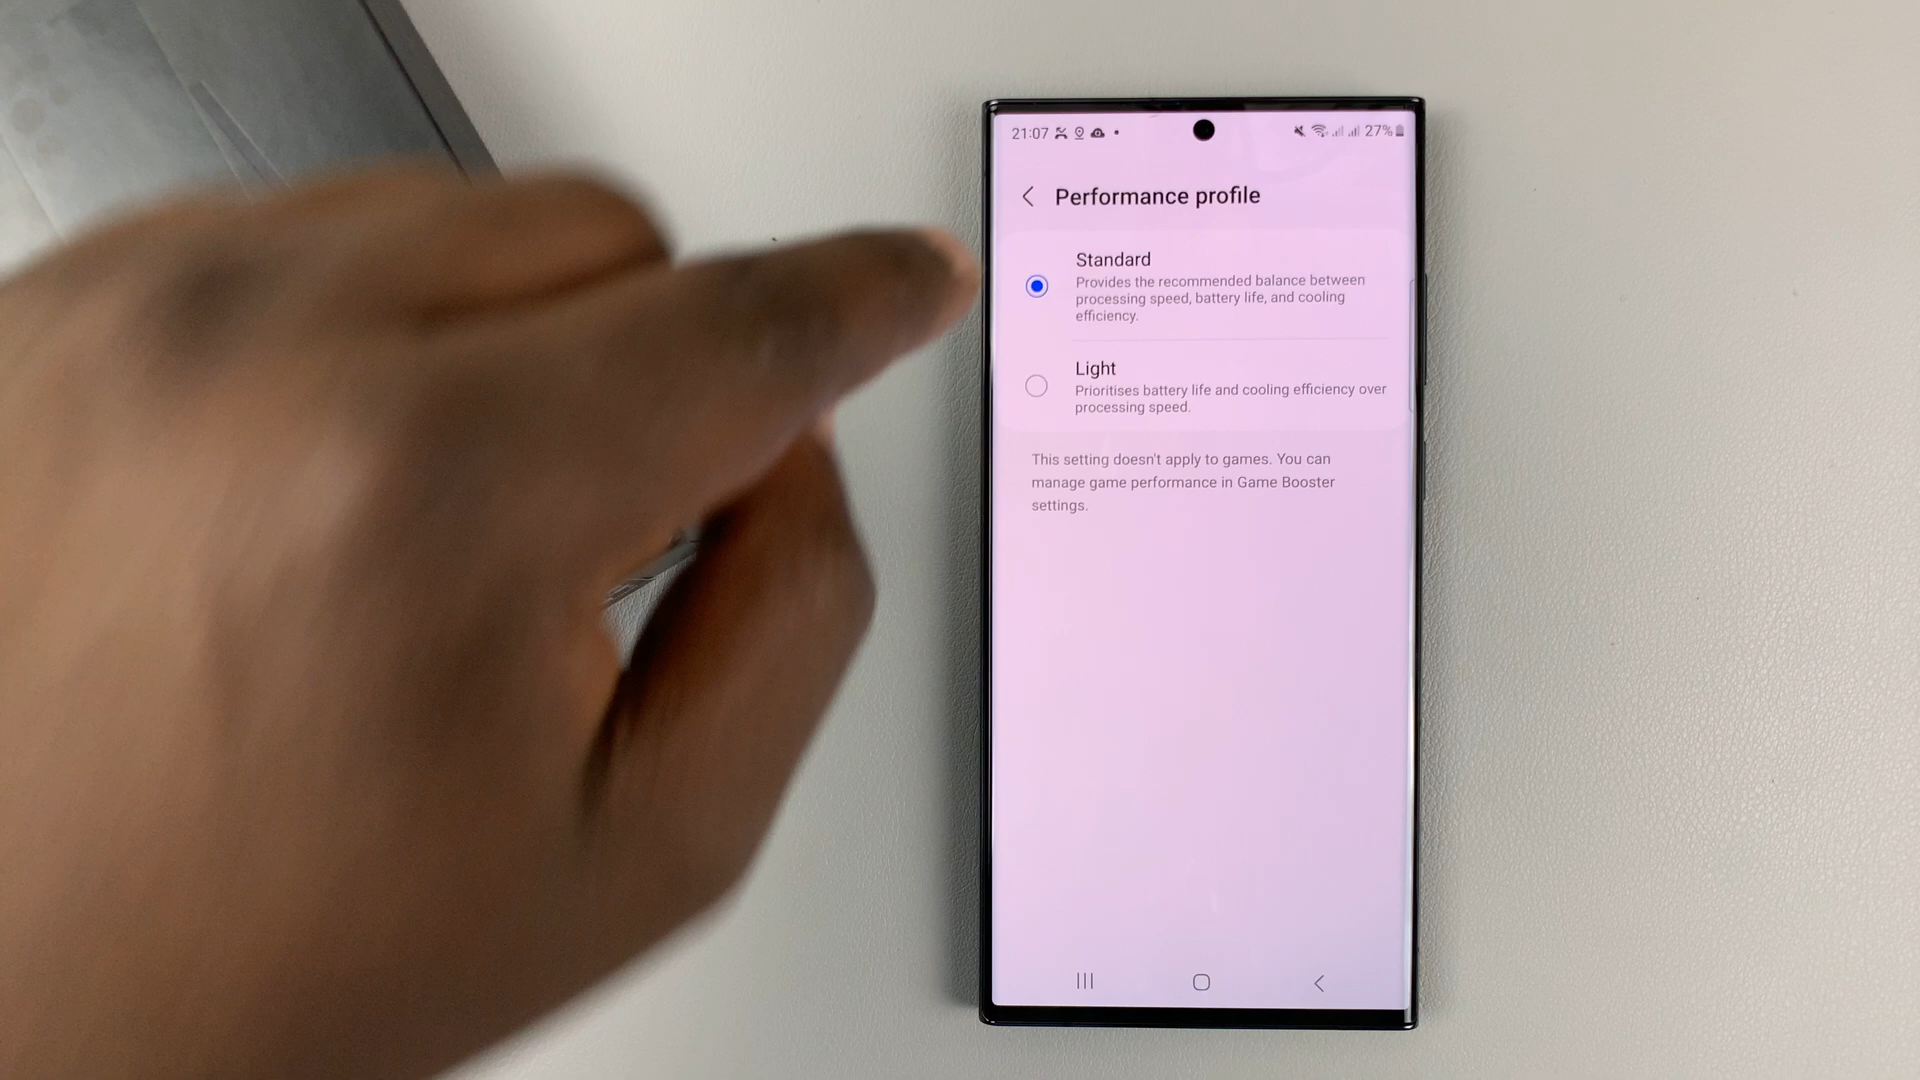 21:07 27%
Performance profile
Standard
Provides the recommended balance between
processing speed, battery life, and cooling
efficiency.
Light
Prioritises battery life and cooling efficiency over
processing speed.
This setting doesn't apply to games. You can
manage game performance in Game Booster
settings.